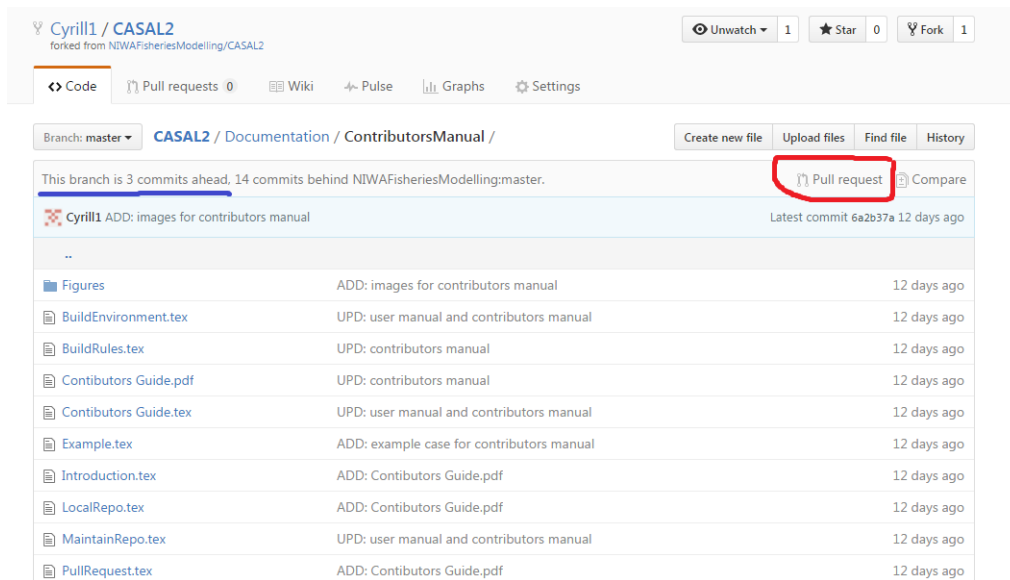 Cyrill1 / CASAL2
forked from NIWAFisheriesModelling/CASAL2
Unwatch 1 Star 0 Fork 1
Code Pull requests 0 Wiki Pulse Graphs Settings
Branch: master CASAL2 / Documentation / ContributorsManual / Create new file Upload files Find file History
This branch is 3 commits ahead, 14 commits behind NIWAFisheriesModelling:master. Pull request Compare
Cyrill1 ADD: images for contributors manual Latest commit 6a2b37a 12 days ago
..
Figures ADD: images for contributors manual 12 days ago
BuildEnvironment.tex UPD: user manual and contributors manual 12 days ago
BuildRules.tex UPD: contributors manual 12 days ago
Contibutors Guide.pdf UPD: contributors manual 12 days ago
Contibutors Guide.tex UPD: user manual and contributors manual 12 days ago
Example.tex ADD: example case for contributors manual 12 days ago
Introduction.tex ADD: Contibutors Guide.pdf 12 days ago
LocalRepo.tex ADD: Contibutors Guide.pdf 12 days ago
MaintainRepo.tex UPD: user manual and contributors manual 12 days ago
PullRequest.tex ADD: Contibutors Guide.pdf 12 days ago